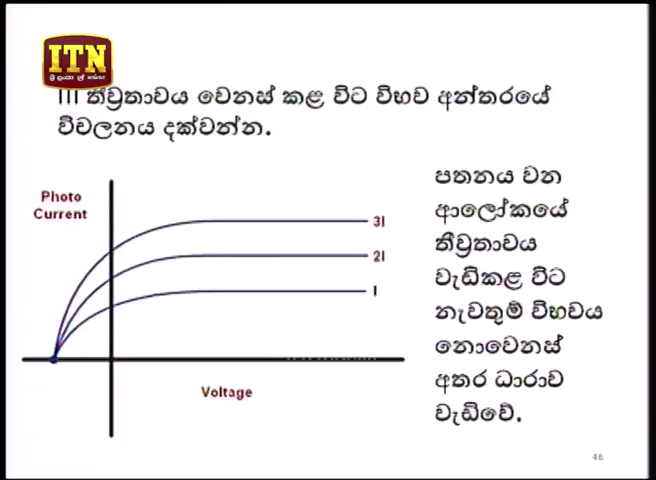 ITN
III තීව්‍රතාවය වෙනස් කළ විට විභව අන්තරයේ
විචලනය දක්වන්න.
Photo
Current
3I
2I
I
Voltage
පතනය වන
ආලෝකයේ
තීව්‍රතාවය
වැඩිකළ විට
නැවතුම් විභවය
නොවෙනස්
අතර ධාරාව
වැඩිවේ.
46